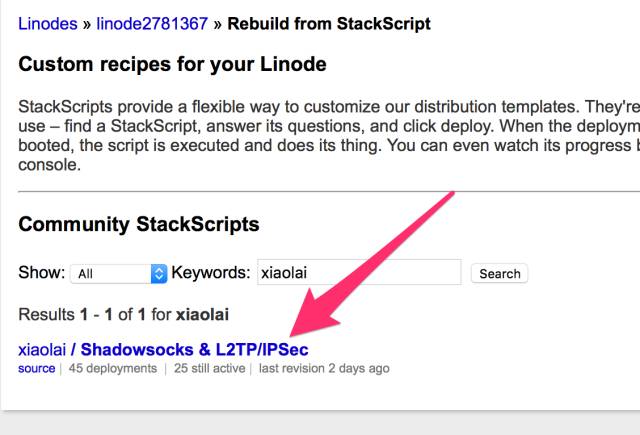 Linodes » linode2781367 » Rebuild from StackScript
Custom recipes for your Linode
StackScripts provide a flexible way to customize our distribution templates. They're
use – find a StackScript, answer its questions, and click deploy. When the deploym
booted, the script is executed and does its thing. You can even watch its progress b
console.
Community StackScripts
Show: All Keywords: xiaolai Search
Results 1 - 1 of 1 for xiaolai
xiaolai / Shadowsocks & L2TP/IPSec
source | 45 deployments | 25 still active | last revision 2 days ago